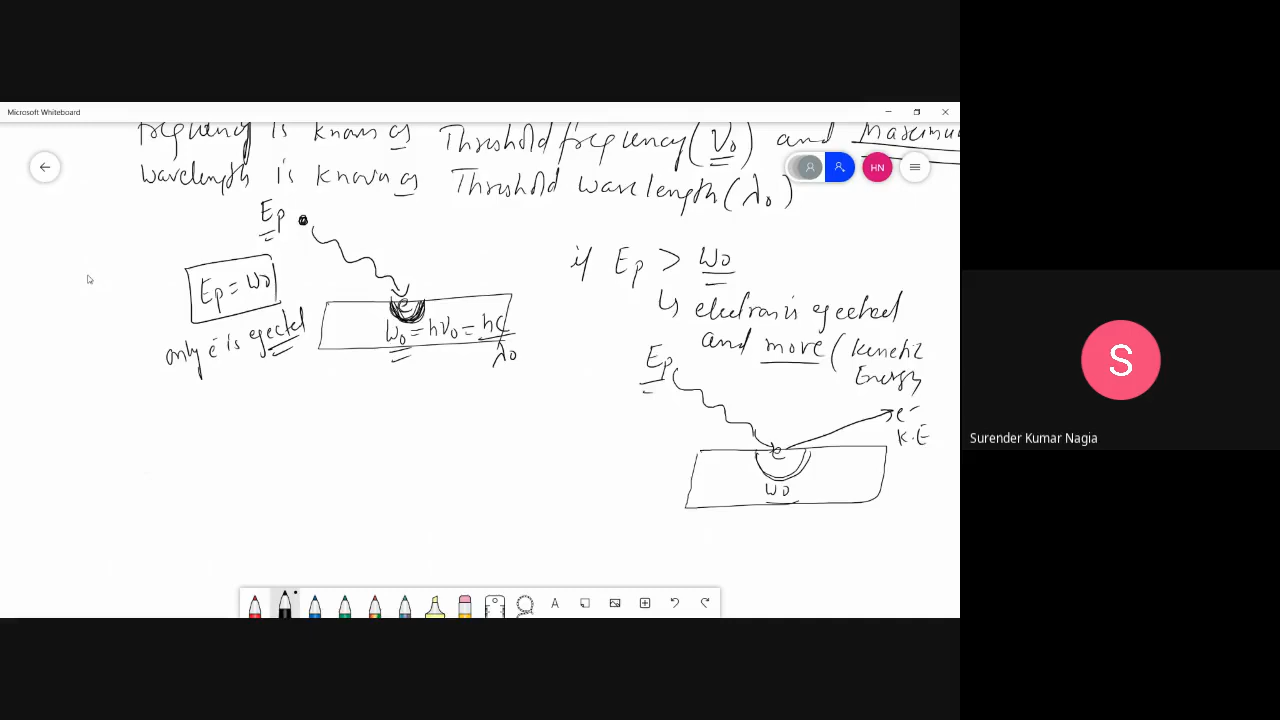 Microsoft Whiteboard
frequency is known as Threshold frequency (ν₀) and Maximum
wavelength is known as Threshold wavelength (λ₀)
Ep
Ep = W₀
only e⁻ is ejected
e⁻
W₀ = hν₀ = hc/λ₀
if Ep > W₀
↳ electron is ejected
and move (Kinetic
Energy
Ep
e⁻
K.E
e
W₀
HN
A
S
Surender Kumar Nagia